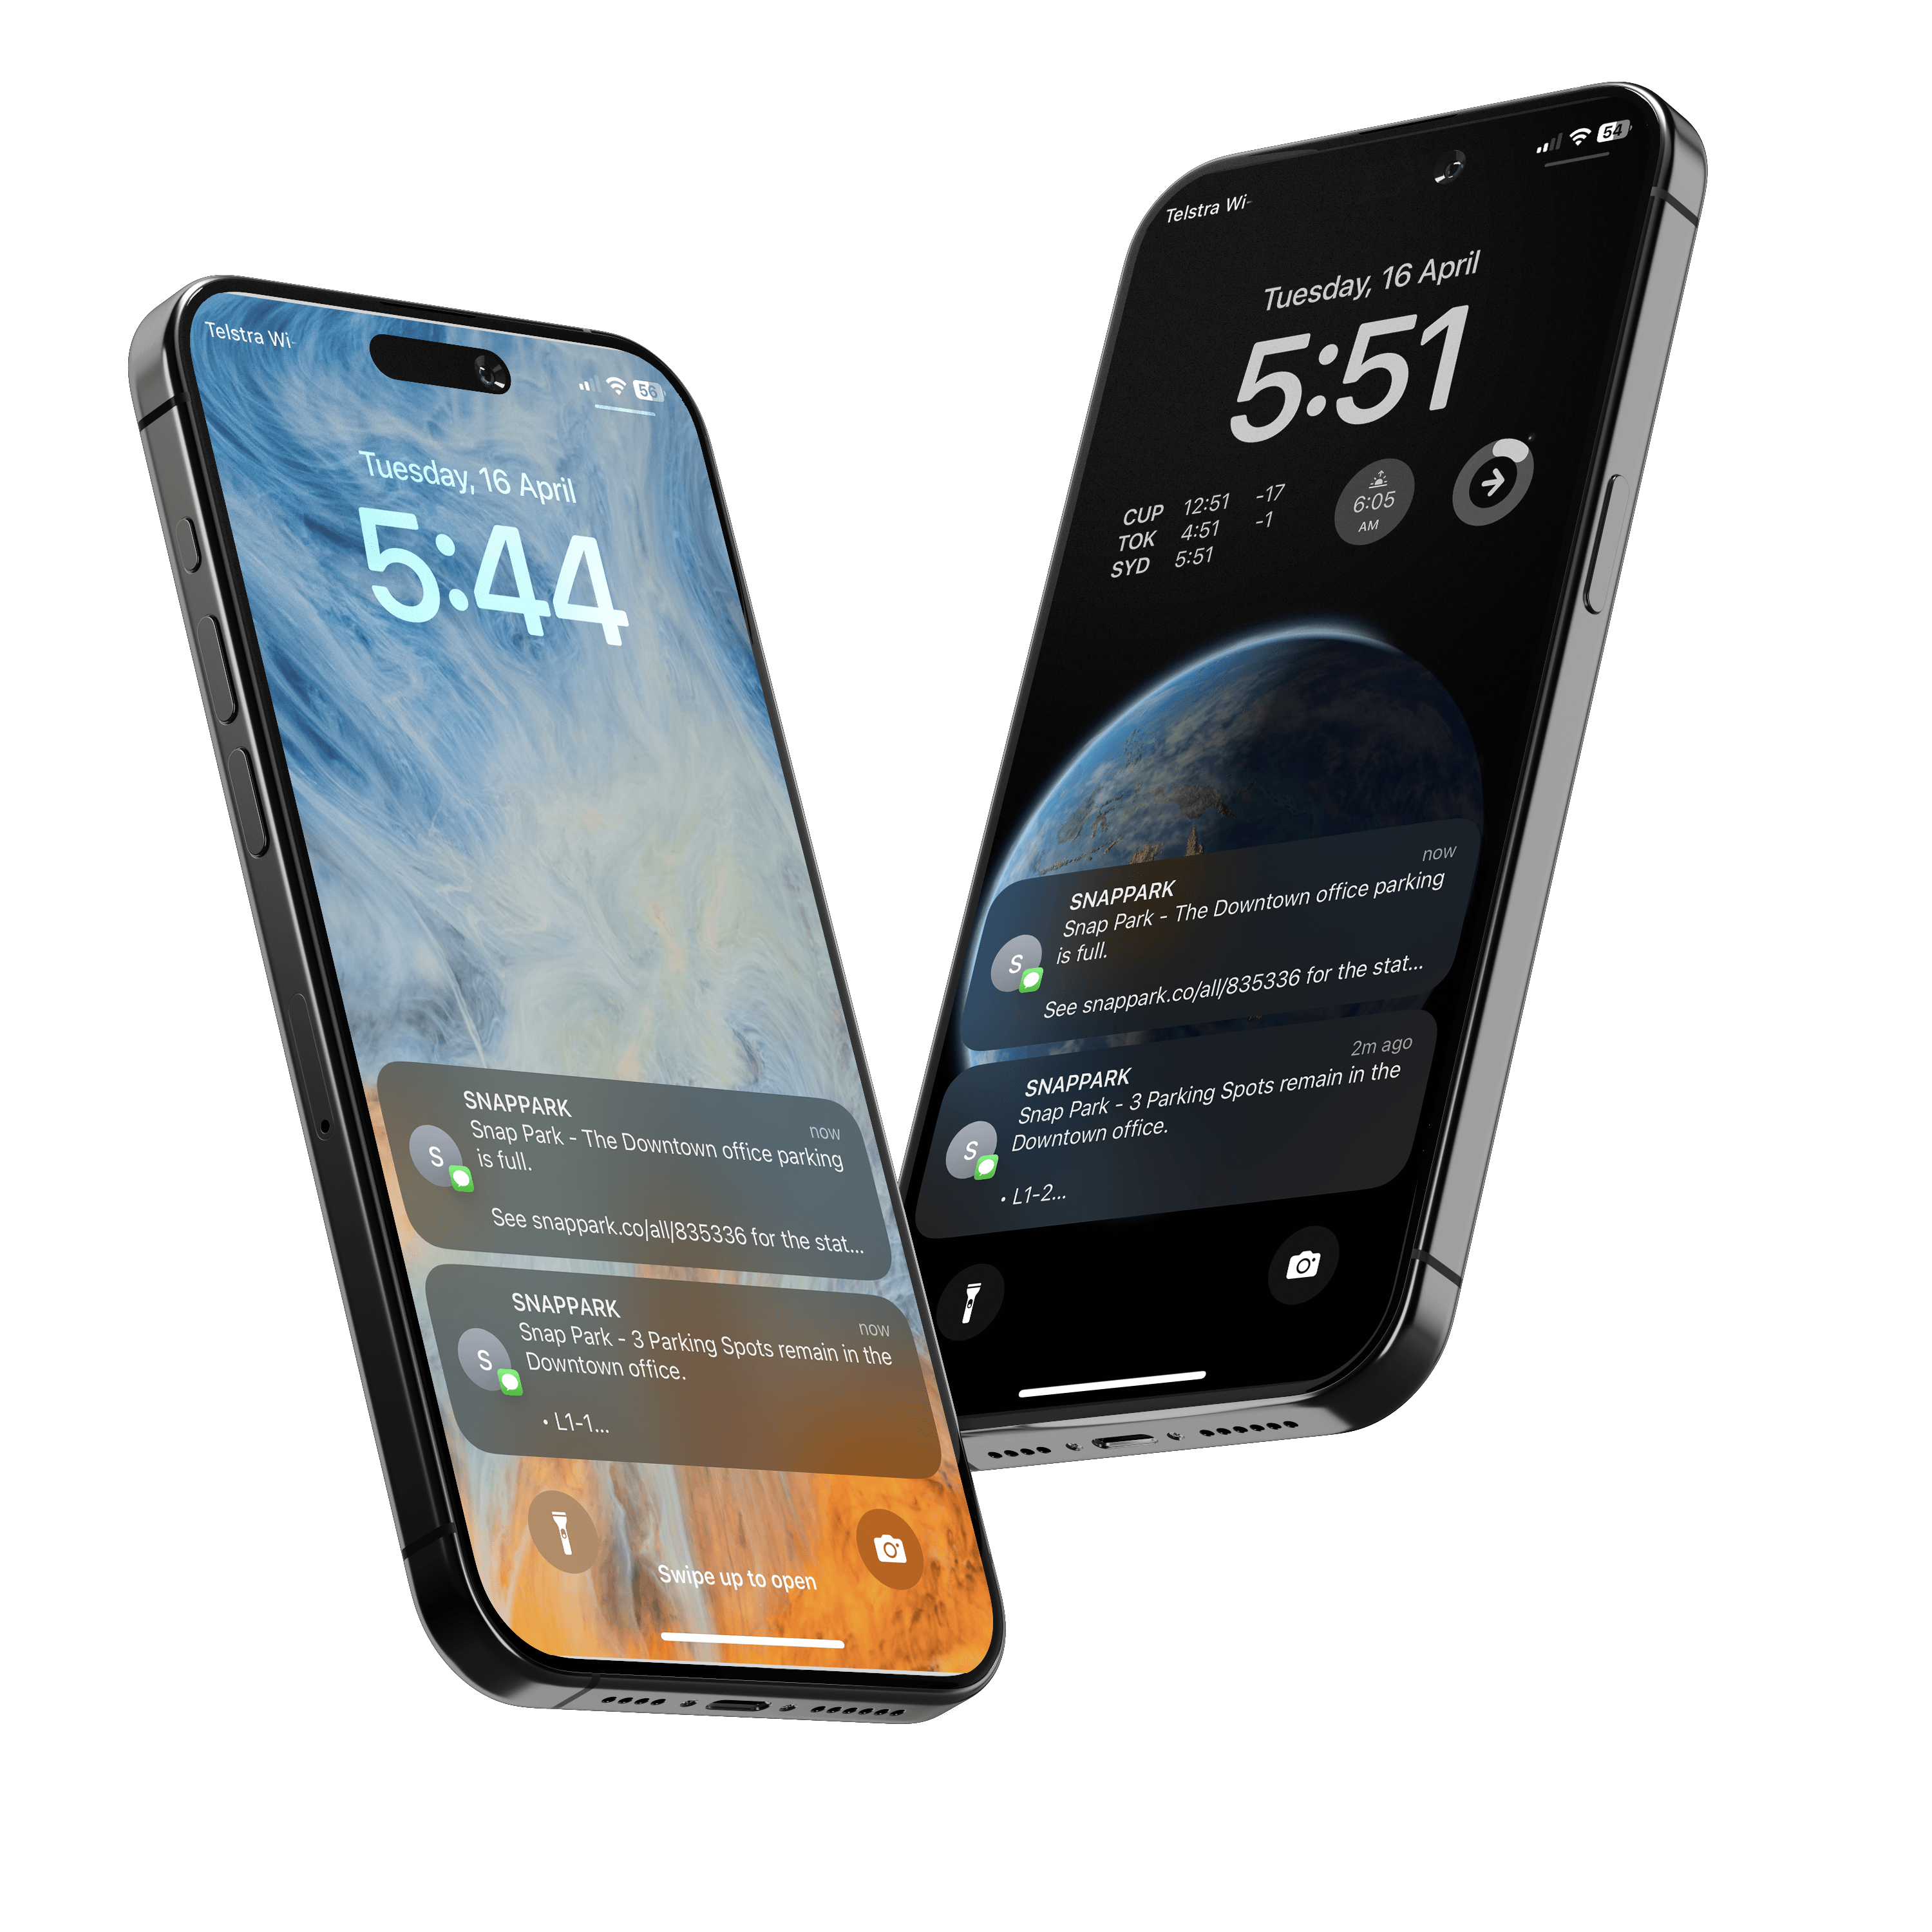 Telstra Wi-
56
Tuesday, 16 April
5:44
SNAPPARK
now
Snap Park - The Downtown office parking
is full.
See snappark.co/all/835336 for the stat...
S
SNAPPARK
now
Snap Park - 3 Parking Spots remain in the
Downtown office.
• L1-1...
S
Swipe up to open
Telstra Wi-
54
Tuesday, 16 April
5:51
CUP 12:51 -17
TOK 4:51 -1
SYD 5:51
6:05
AM
now
SNAPPARK
Snap Park - The Downtown office parking
is full.
See snappark.co/all/835336 for the stat...
S
2m ago
SNAPPARK
Snap Park - 3 Parking Spots remain in the
Downtown office.
• L1-2...
S